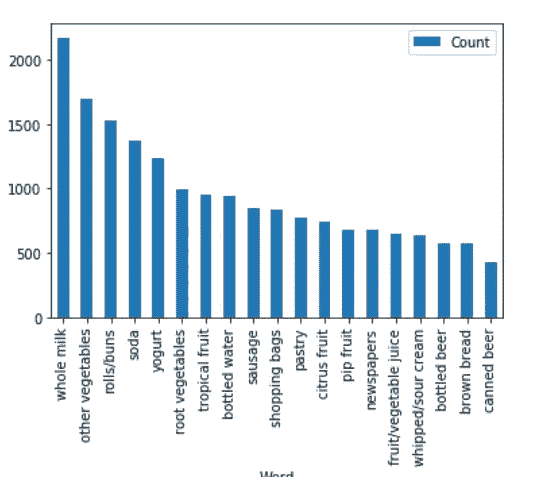 2000
1500
1000
500
0
Count
whole milk
other vegetables
rolls/buns
soda
yogurt
root vegetables
tropical fruit
bottled water
sausage
shopping bags
pastry
citrus fruit
pip fruit
newspapers
fruit/vegetable juice
whipped/sour cream
bottled beer
brown bread
canned beer
Word